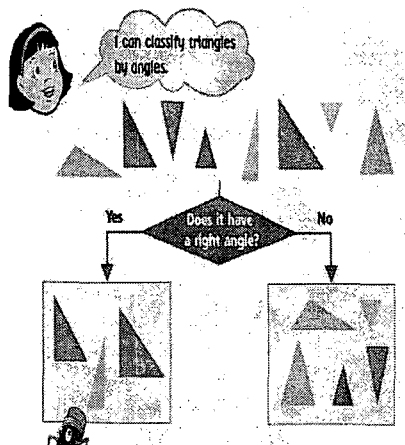 I can classify triangles
by angles.
Yes
Does it have
a right angle?
No